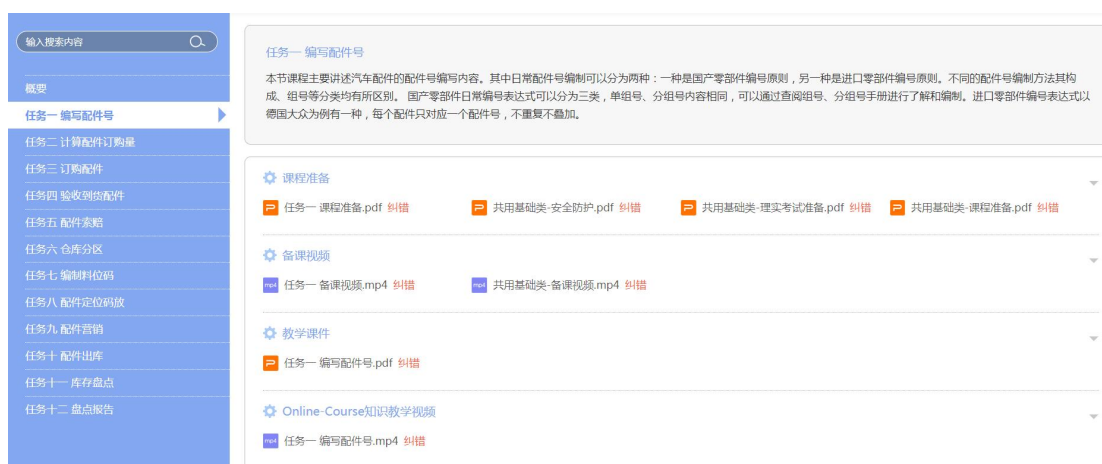 输入搜索内容
概要
任务一 编写配件号
任务二 计算配件订购量
任务三 订购配件
任务四 验收到货配件
任务五 配件索赔
任务六 仓库分区
任务七 编制料位码
任务八 配件定位码放
任务九 配件营销
任务十 配件出库
任务十一 库存盘点
任务十二 盘点报告
任务一 编写配件号
本节课程主要讲述汽车配件的配件号编写内容。其中日常配件号编制可以分为两种：一种是国产零部件编号原则，另一种是进口零部件编号原则。不同的配件号编制方法其构
成、组号等分类均有所区别。 国产零部件日常编号表达式可以分为三类，单组号、分组号内容相同，可以通过查阅组号、分组号手册进行了解和编制。进口零部件编号表达式以
德国大众为例有一种，每个配件只对应一个配件号，不重复不叠加。
课程准备
任务一 课程准备.pdf 纠错 共用基础类-安全防护.pdf 纠错 共用基础类-理实考试准备.pdf 纠错 共用基础类-课程准备.pdf 纠错
备课视频
mp4 任务一 备课视频.mp4 纠错 mp4 共用基础类-备课视频.mp4 纠错
教学课件
任务一 编写配件号.pdf 纠错
Online-Course知识教学视频
mp4 任务一 编写配件号.mp4 纠错